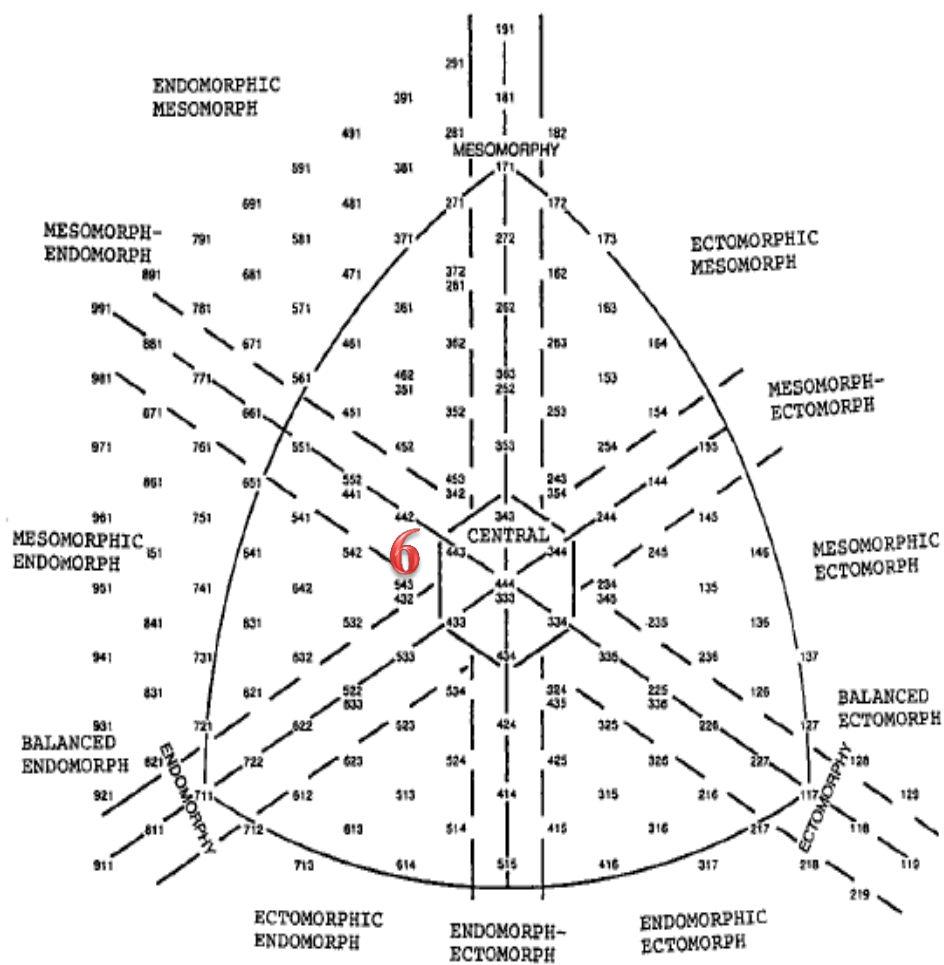 191
291
ENDOMORPHIC
MESOMORPH
391 181
491 281 182
MESOMORPHY
591 381 171
691 481 271 172
MESOMORPH-
ENDOMORPH
791 581 371 272 173
ECTOMORPHIC
MESOMORPH
891 681 471 372 162
261
991 781 571 361 262 163
881 671 461 362 263 164
981 771 561 462 363 153
351 252
MESOMORPH-
ECTOMORPH
871 661 451 352 253 154
971 761 551 452 353 254 155
861 651 552 453 243 144
441 342 354
961 751 541 442 343 244 145
MESOMORPHIC
ENDOMORPH
6
CENTRAL
MESOMORPHIC
ECTOMORPH
851 641 542 443 344 245 146
951 741 642 543 444 234 135
432 333 345
841 631 532 433 334 235 136
941 731 632 533 434 335 236 137
831 621 522 534 324 225 126
633 435 336
BALANCED
ECTOMORPH
931 721 622 523 424 325 226 127
BALANCED
ENDOMORPH
821 722 623 524 425 326 227 128
ENDOMORPHY
ECTOMORPHY
921 711 612 513 414 315 216 117 129
811 712 613 514 415 316 217 118
911 713 614 515 416 317 218 119
219
ECTOMORPHIC
ENDOMORPH
ENDOMORPH-
ECTOMORPH
ENDOMORPHIC
ECTOMORPH